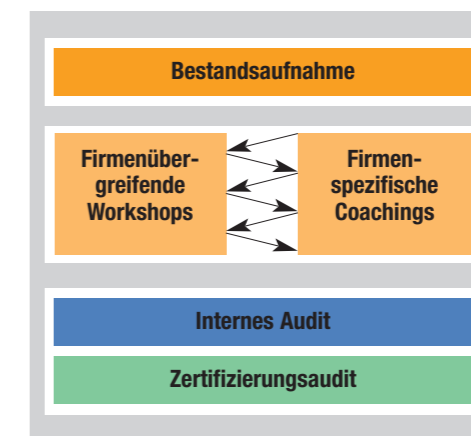 Bestandsaufnahme
Firmenüber-
greifende
Workshops
Firmen-
spezifische
Coachings
Internes Audit
Zertifizierungsaudit